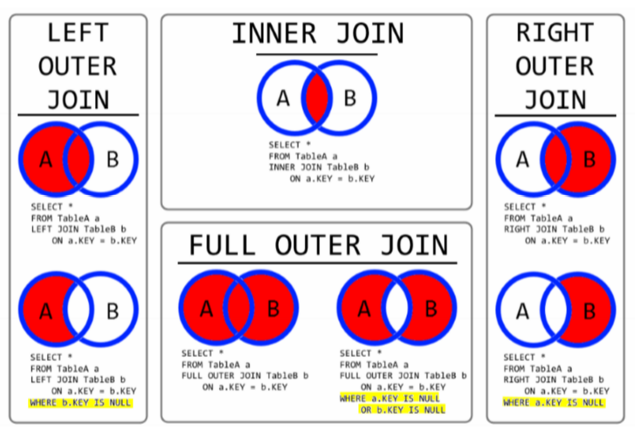 LEFT
OUTER
JOIN
A
B
SELECT *
FROM TableA a
LEFT JOIN TableB b
ON a.KEY = b.KEY
A
B
SELECT *
FROM TableA a
LEFT JOIN TableB b
ON a.KEY = b.KEY
WHERE b.KEY IS NULL
INNER JOIN
A
B
SELECT *
FROM TableA a
INNER JOIN TableB b
ON a.KEY = b.KEY
FULL OUTER JOIN
A
B
SELECT *
FROM TableA a
FULL OUTER JOIN TableB b
ON a.KEY = b.KEY
A
B
SELECT *
FROM TableA a
FULL OUTER JOIN TableB b
ON a.KEY = b.KEY
WHERE a.KEY IS NULL
OR b.KEY IS NULL
RIGHT
OUTER
JOIN
A
B
SELECT *
FROM TableA a
RIGHT JOIN TableB b
ON a.KEY = b.KEY
A
B
SELECT *
FROM TableA a
RIGHT JOIN TableB b
ON a.KEY = b.KEY
WHERE a.KEY IS NULL